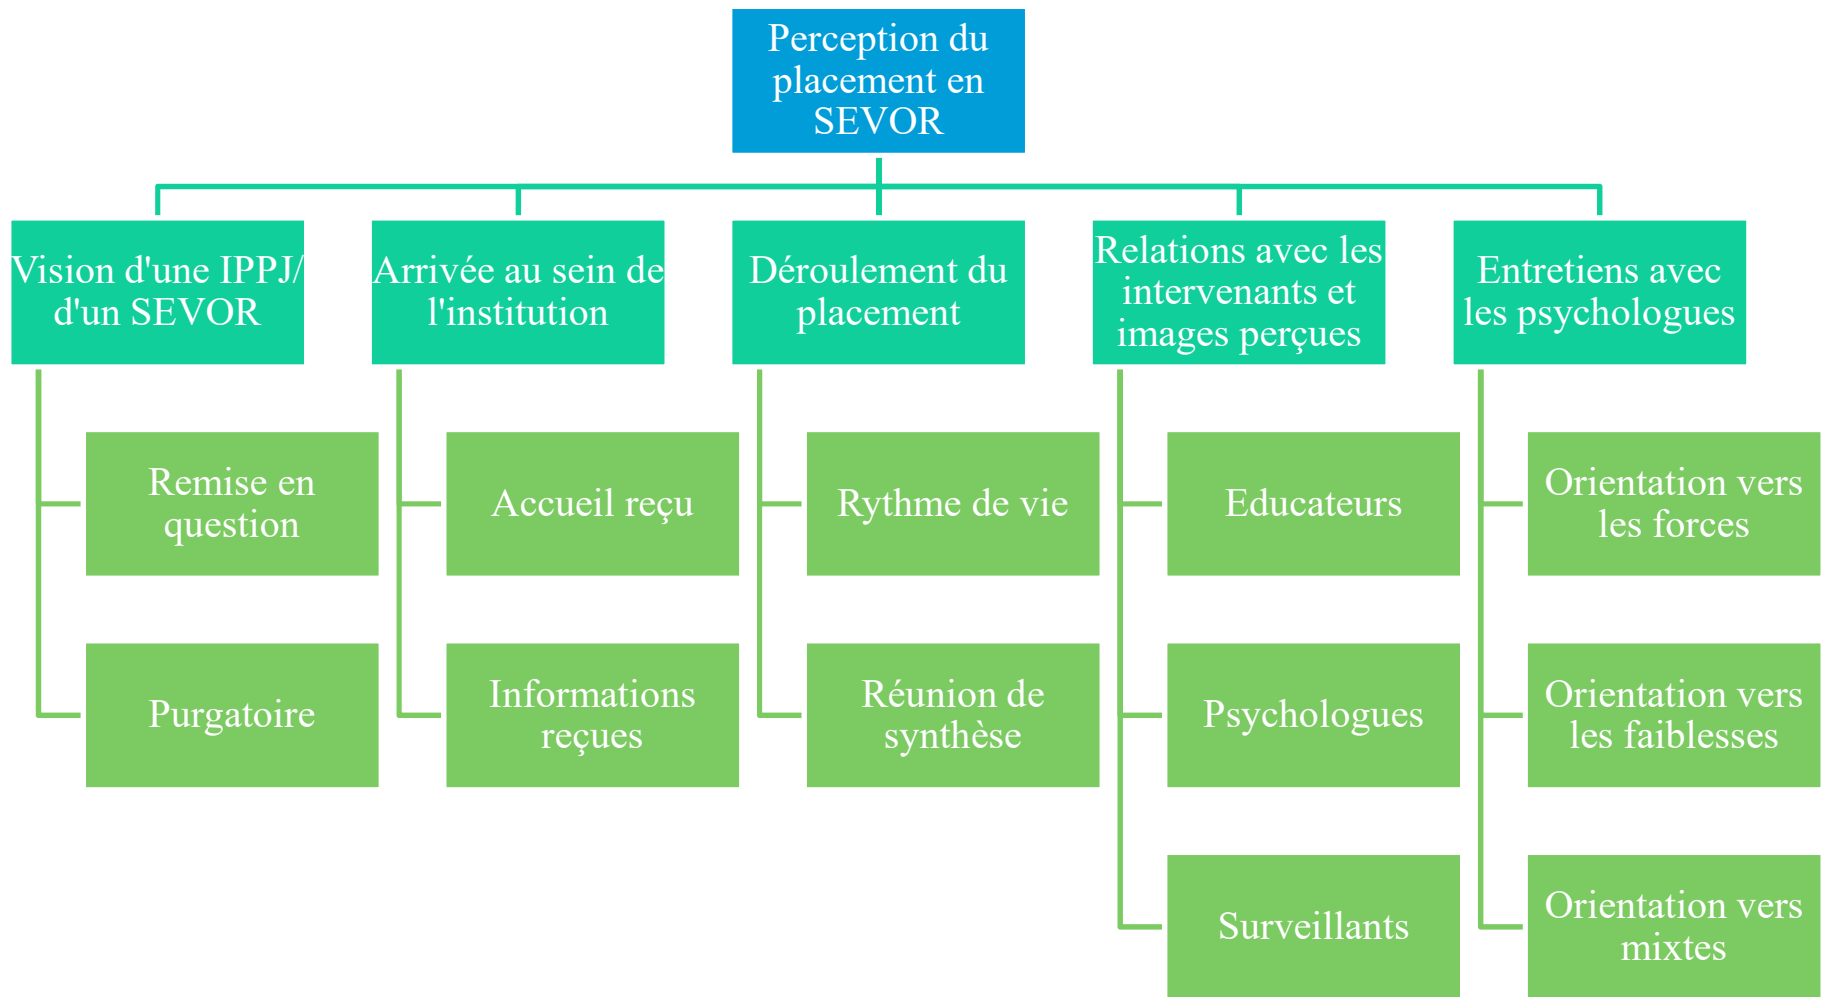 Perception du
placement en
SEVOR
Vision d'une IPPJ/
d'un SEVOR
Remise en
question
Purgatoire
Arrivée au sein de
l'institution
Accueil reçu
Informations
reçues
Déroulement du
placement
Rythme de vie
Réunion de
synthèse
Relations avec les
intervenants et
images perçues
Educateurs
Psychologues
Surveillants
Entretiens avec
les psychologues
Orientation vers
les forces
Orientation vers
les faiblesses
Orientation vers
mixtes